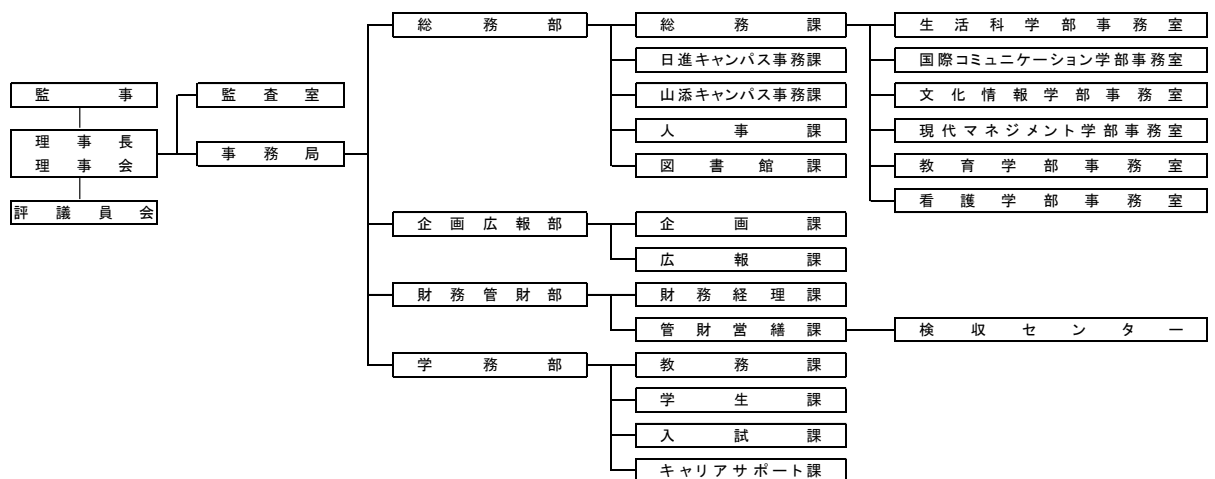 監事
理事長
理事会
評議員会
監査室
事務局
総務部
総務課
日進キャンパス事務課
山添キャンパス事務課
人事課
図書館課
生活科学部事務室
国際コミュニケーション学部事務室
文化情報学部事務室
現代マネジメント学部事務室
教育学部事務室
看護学部事務室
企画広報部
企画課
広報課
財務管財部
財務経理課
管財営繕課
検収センター
学務部
教務課
学生課
入試課
キャリアサポート課